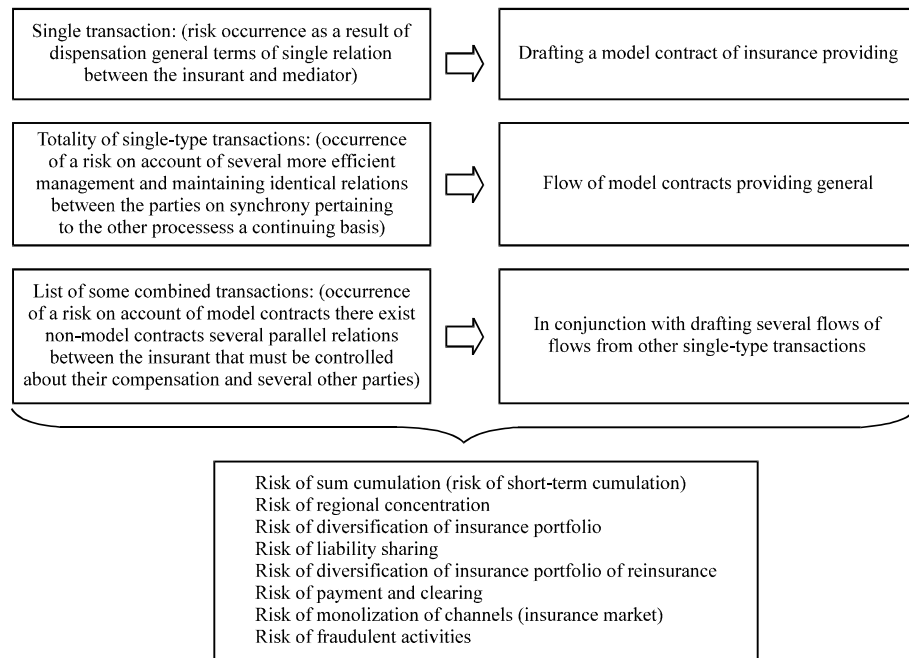 Single transaction: (risk occurrence as a result of
dispensation general terms of single relation
between the insurant and mediator)
Drafting a model contract of insurance providing
Totality of single-type transactions: (occurrence
of a risk on account of several more efficient
management and maintaining identical relations
between the parties on synchrony pertaining
to the other processess a continuing basis)
Flow of model contracts providing general
List of some combined transactions: (occurrence
of a risk on account of model contracts there exist
non-model contracts several parallel relations
between the insurant that must be controlled
about their compensation and several other parties)
In conjunction with drafting several flows of
flows from other single-type transactions
Risk of sum cumulation (risk of short-term cumulation)
Risk of regional concentration
Risk of diversification of insurance portfolio
Risk of liability sharing
Risk of diversification of insurance portfolio of reinsurance
Risk of payment and clearing
Risk of monolization of channels (insurance market)
Risk of fraudulent activities